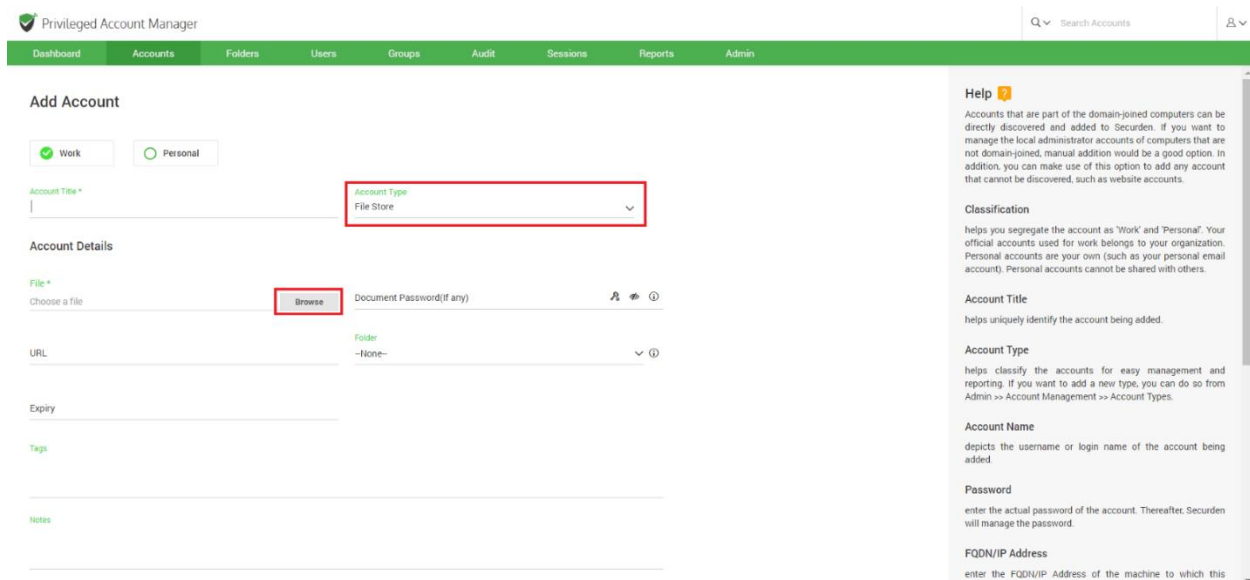 Privileged Account Manager
Search Accounts
Dashboard Accounts Folders Users Groups Audit Sessions Reports Admin
Add Account
Work Personal
Account Title *
Account Type
File Store
Account Details
File *
Choose a file Browse
Document Password(If any)
URL
Folder
--None--
Expiry
Tags
Notes
Help ?
Accounts that are part of the domain-joined computers can be
directly discovered and added to Securden. If you want to
manage the local administrator accounts of computers that are
not domain-joined, manual addition would be a good option. In
addition, you can make use of this option to add any account
that cannot be discovered, such as website accounts.
Classification
helps you segregate the account as 'Work' and 'Personal'. Your
official accounts used for work belongs to your organization.
Personal accounts are your own (such as your personal email
account). Personal accounts cannot be shared with others.
Account Title
helps uniquely identify the account being added.
Account Type
helps classify the accounts for easy management and
reporting. If you want to add a new type, you can do so from
Admin >> Account Management >> Account Types.
Account Name
depicts the username or login name of the account being
added.
Password
enter the actual password of the account. Thereafter, Securden
will manage the password.
FQDN/IP Address
enter the FQDN/IP Address of the machine to which this